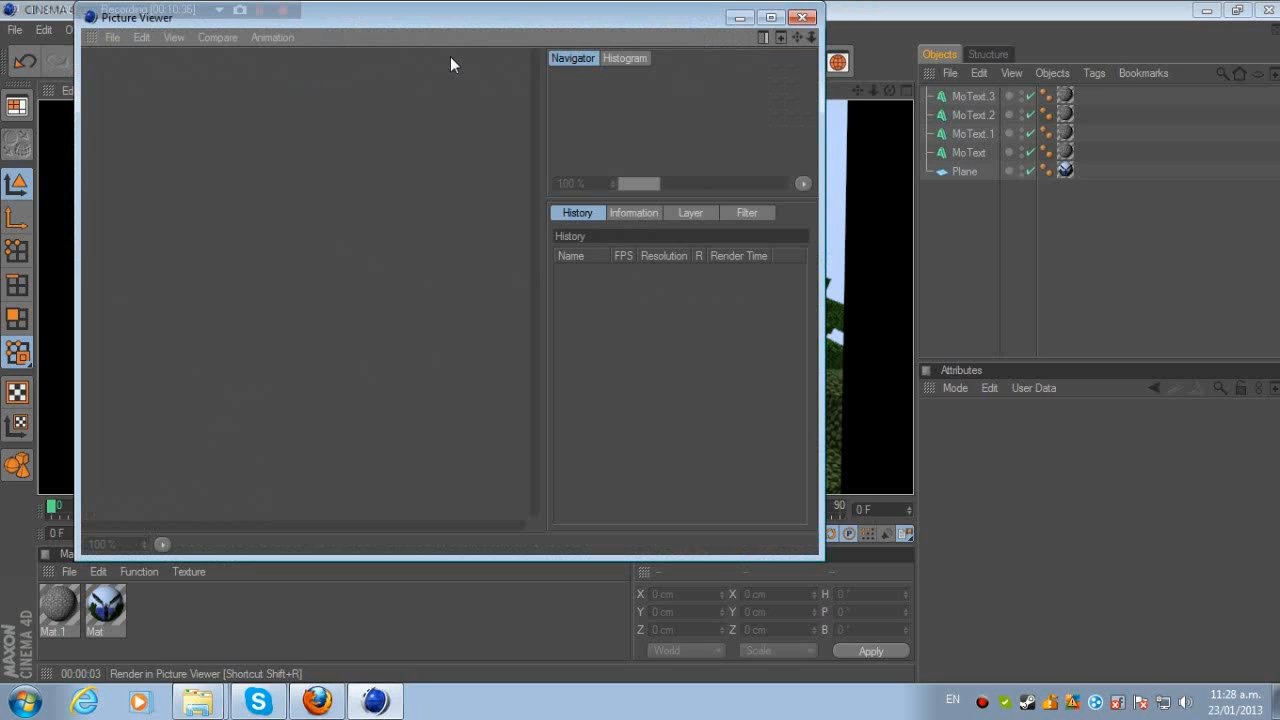 CINEMA 4
Recording [00:10:36]
Picture Viewer
File Edit View Compare Animation
File Ed
Navigator Histogram
100 %
History Information Layer Filter
History
Name FPS Resolution R Render Time
100 %
Objects Structure
File Edit View Objects Tags Bookmarks
MoText.3
MoText.2
MoText.1
MoText
Plane
Attributes
Mode Edit User Data
0
90
0 F
0 F
Ma
File Edit Function Texture
Mat.1
Mat
-- -- --
X 0 cm X 0 cm H 0 °
Y 0 cm Y 0 cm P 0 °
Z 0 cm Z 0 cm B 0 °
World Scale Apply
MAXON
CINEMA 4D
00:00:03 Render in Picture Viewer [Shortcut Shift+R]
EN
11:28 a.m.
23/01/2013